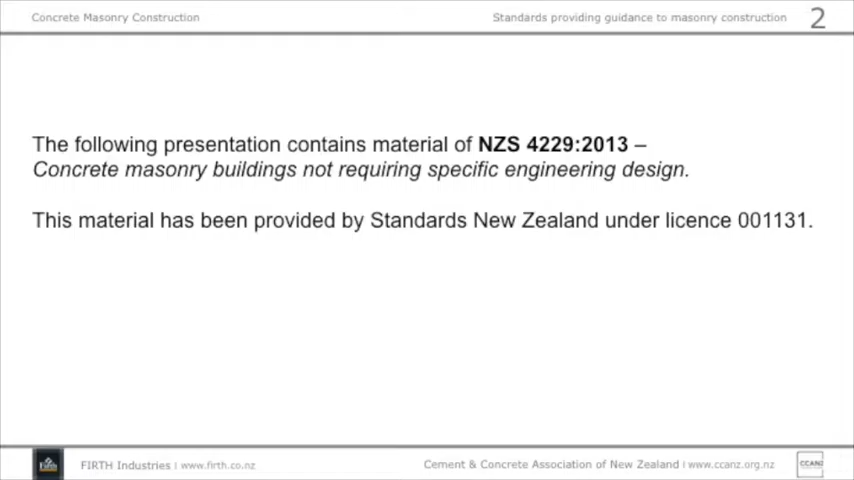 Concrete Masonry Construction
Standards providing guidance to masonry construction 2
The following presentation contains material of NZS 4229:2013 –
Concrete masonry buildings not requiring specific engineering design.
This material has been provided by Standards New Zealand under licence 001131.
Firth
FIRTH Industries | www.firth.co.nz
Cement & Concrete Association of New Zealand | www.ccanz.org.nz
CCANZ